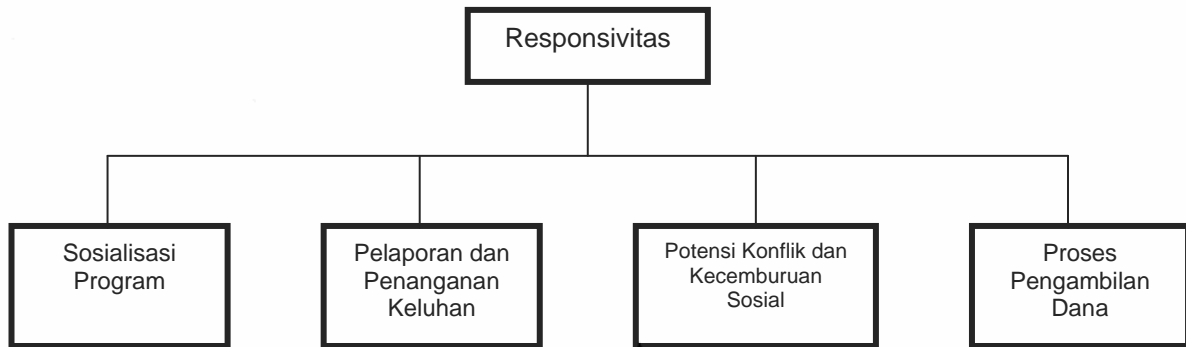 Responsivitas
Sosialisasi
Program
Pelaporan dan
Penanganan
Keluhan
Potensi Konflik dan
Kecemburuan
Sosial
Proses
Pengambilan
Dana